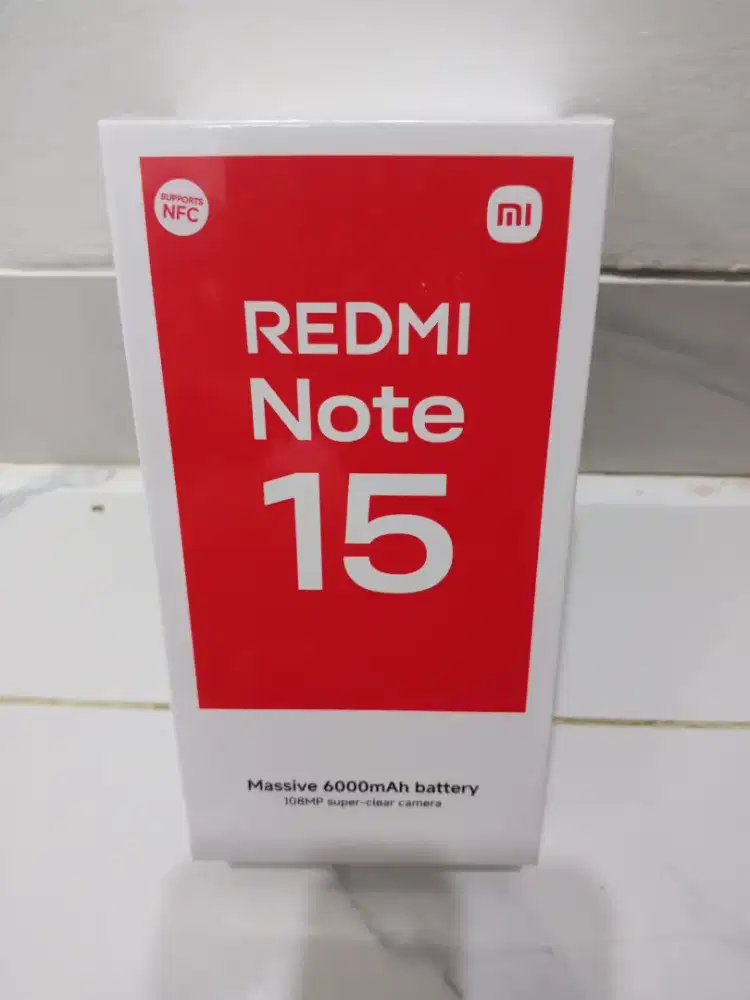 SUPPORTS
NFC
mi
REDMI
Note
15
Massive 6000mAh battery
108MP super-clear camera